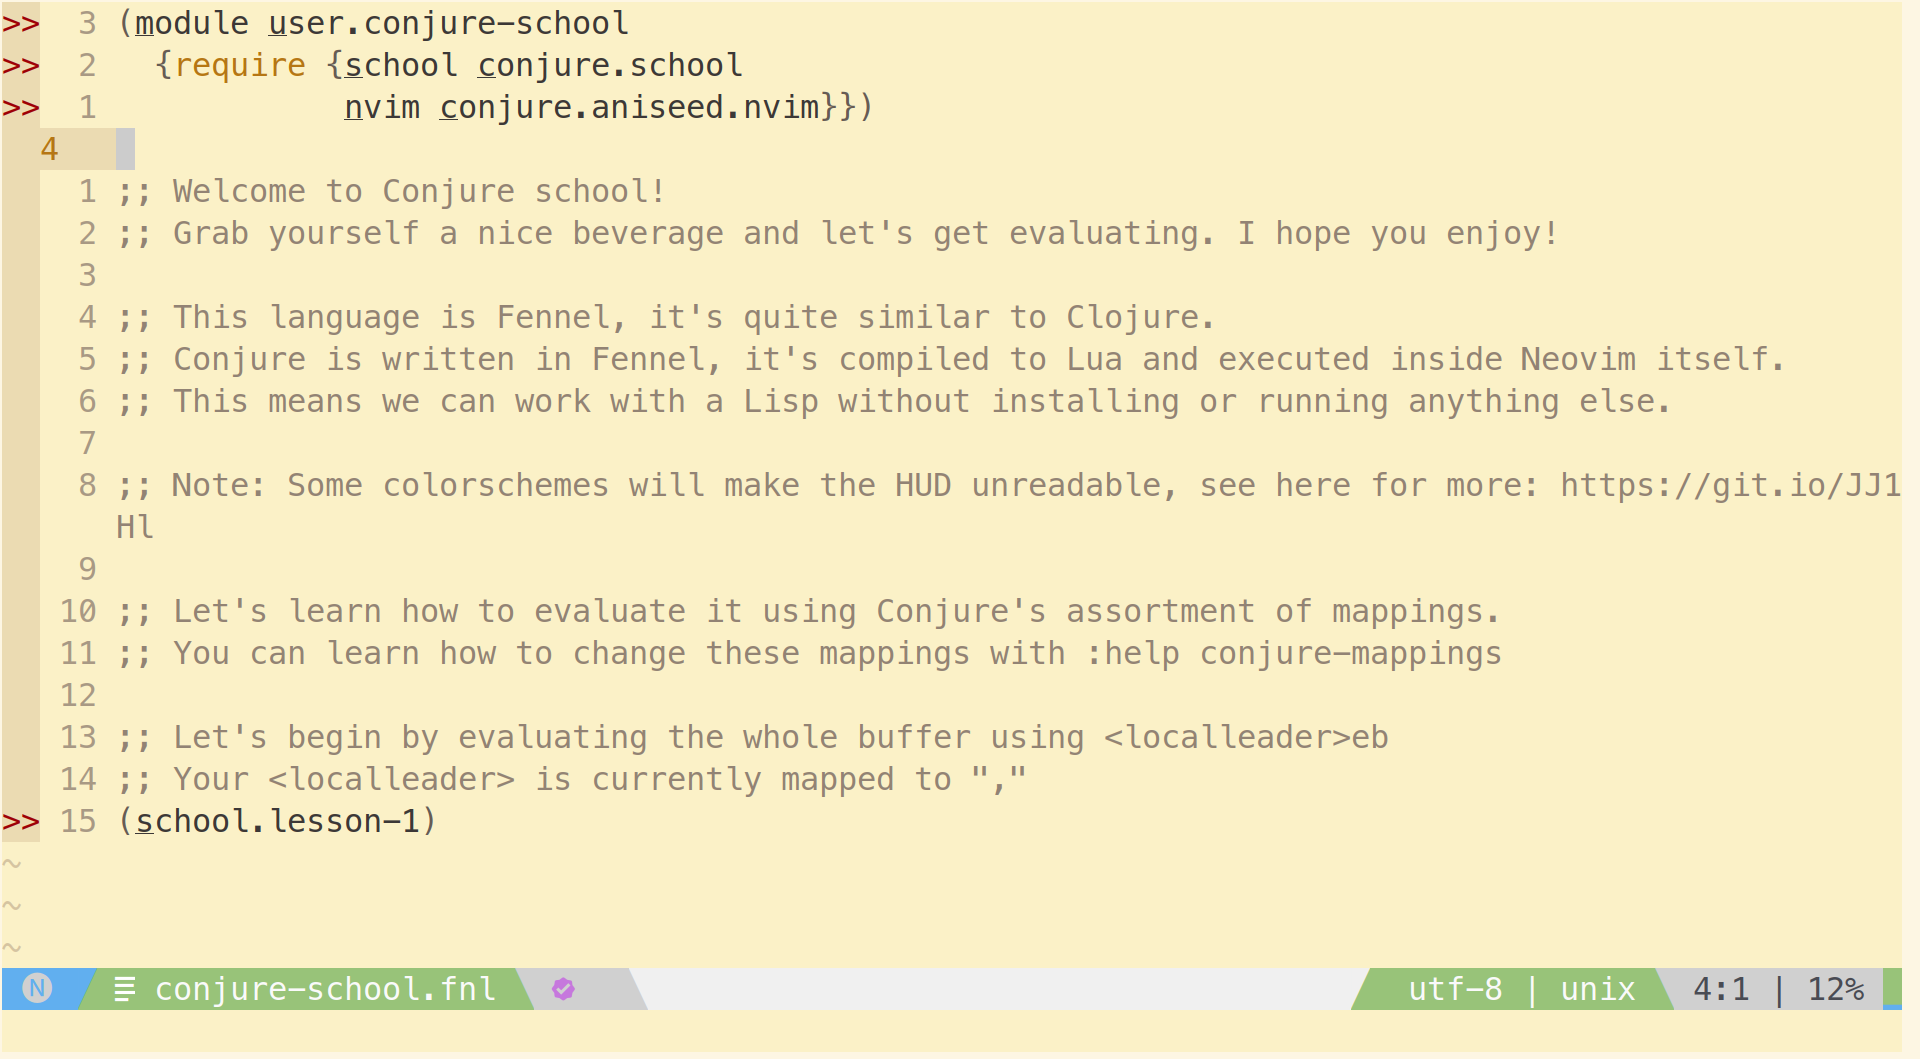 >> 3 (module user.conjure-school
>> 2   {require {school conjure.school
>> 1             nvim conjure.aniseed.nvim}})
4
1 ;; Welcome to Conjure school!
2 ;; Grab yourself a nice beverage and let's get evaluating. I hope you enjoy!
3
4 ;; This language is Fennel, it's quite similar to Clojure.
5 ;; Conjure is written in Fennel, it's compiled to Lua and executed inside Neovim itself.
6 ;; This means we can work with a Lisp without installing or running anything else.
7
8 ;; Note: Some colorschemes will make the HUD unreadable, see here for more: https://git.io/JJ1
Hl
9
10 ;; Let's learn how to evaluate it using Conjure's assortment of mappings.
11 ;; You can learn how to change these mappings with :help conjure-mappings
12
13 ;; Let's begin by evaluating the whole buffer using <localleader>eb
14 ;; Your <localleader> is currently mapped to ","
>> 15 (school.lesson-1)
~
~
~
N conjure-school.fnl utf-8 | unix 4:1 | 12%